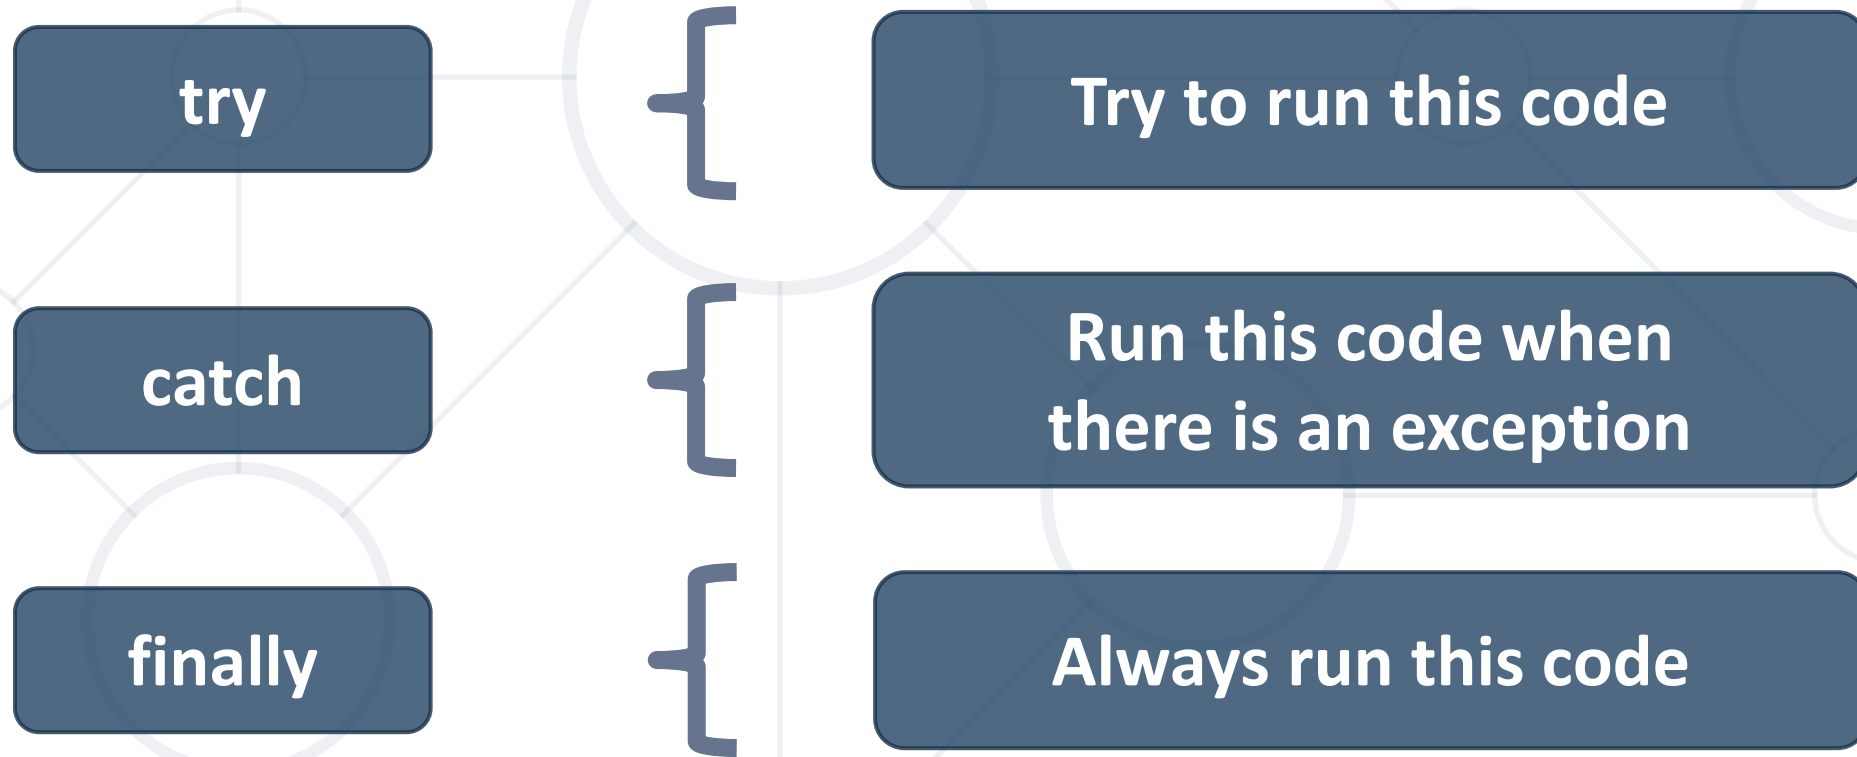 try
Try to run this code
catch
Run this code when
there is an exception
finally
Always run this code